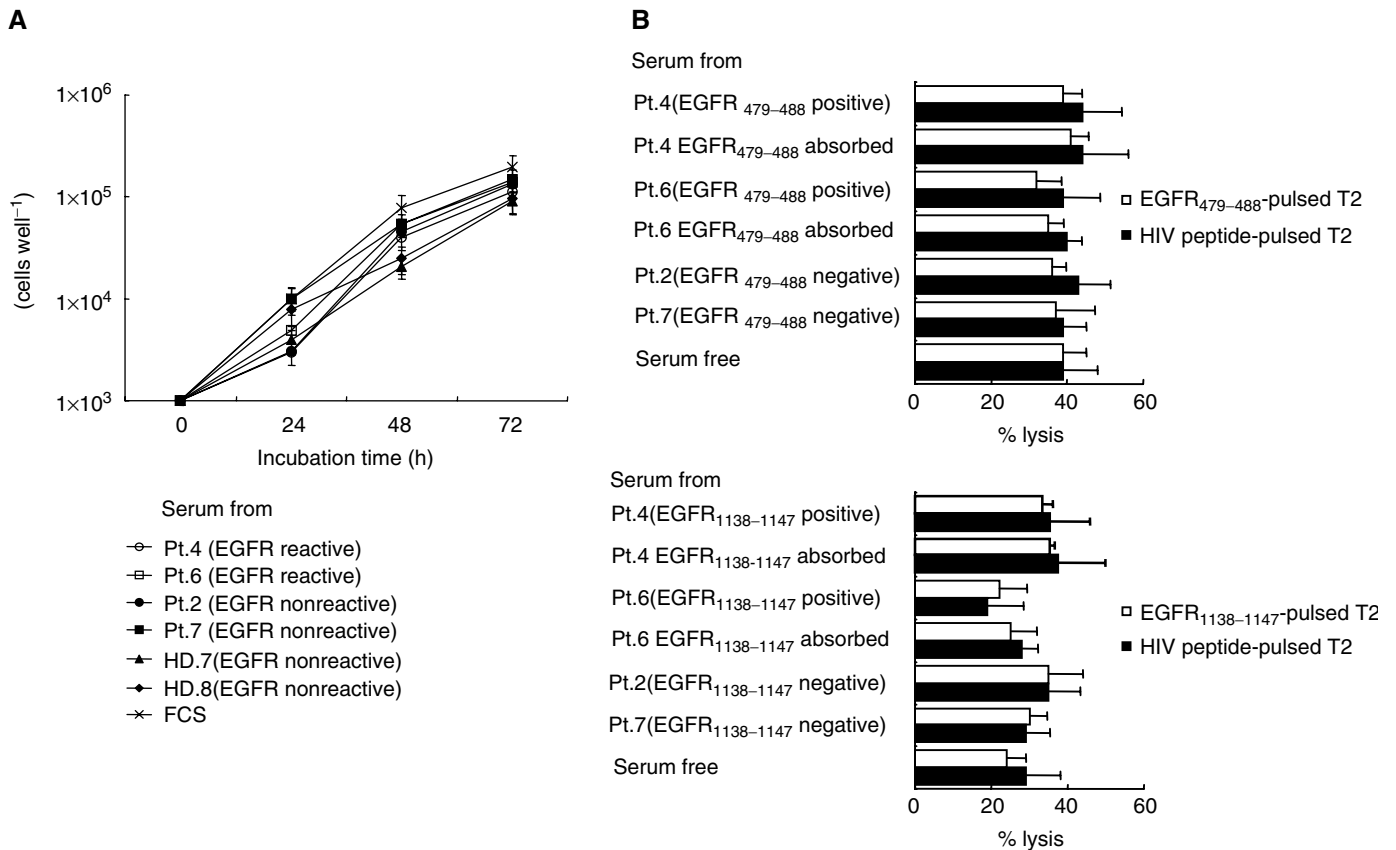 A
1×10⁶
1×10⁵
1×10⁴
1×10³
(cells well⁻¹)
0 24 48 72
Incubation time (h)
Serum from
Pt.4 (EGFR reactive)
Pt.6 (EGFR reactive)
Pt.2 (EGFR nonreactive)
Pt.7 (EGFR nonreactive)
HD.7(EGFR nonreactive)
HD.8(EGFR nonreactive)
FCS
B
Serum from
Pt.4(EGFR 479–488 positive)
Pt.4 EGFR479–488 absorbed
Pt.6(EGFR 479–488 positive)
Pt.6 EGFR479–488 absorbed
Pt.2(EGFR 479–488 negative)
Pt.7(EGFR 479–488 negative)
Serum free
EGFR479–488-pulsed T2
HIV peptide-pulsed T2
0 20 40 60
% lysis
Serum from
Pt.4(EGFR1138–1147 positive)
Pt.4 EGFR1138-1147 absorbed
Pt.6(EGFR1138–1147 positive)
Pt.6 EGFR1138–1147 absorbed
Pt.2(EGFR1138–1147 negative)
Pt.7(EGFR1138–1147 negative)
Serum free
EGFR1138–1147-pulsed T2
HIV peptide-pulsed T2
0 20 40 60
% lysis